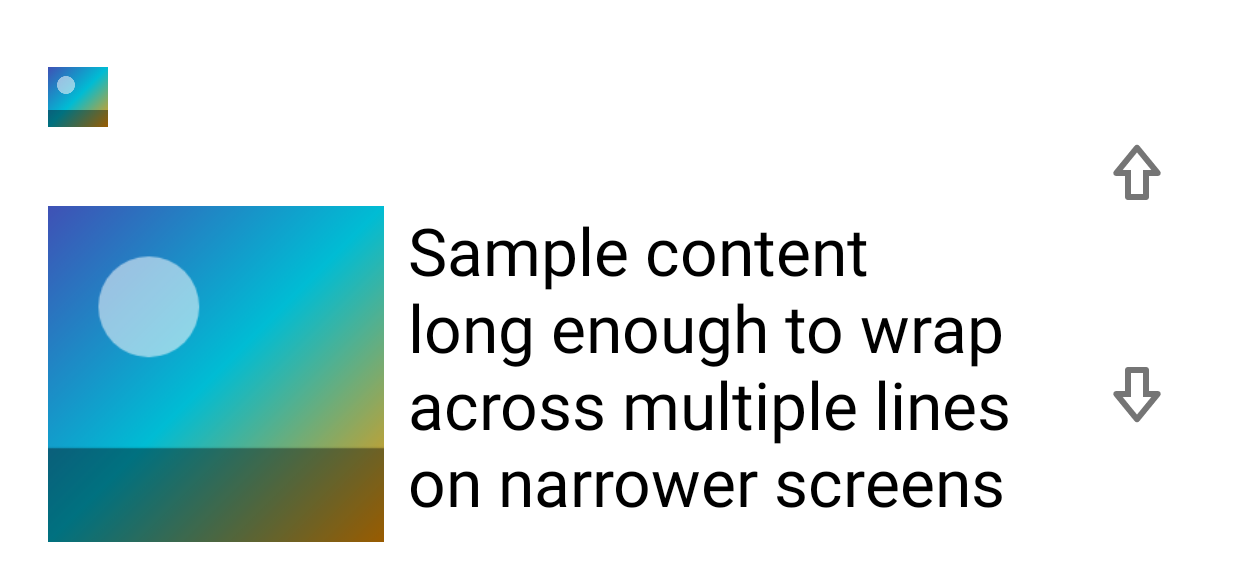 Sample content
long enough to wrap
across multiple lines
on narrower screens